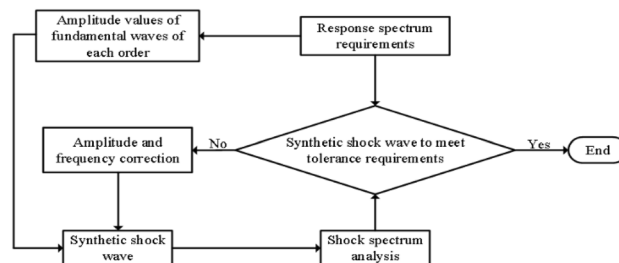 Amplitude values of
fundamental waves of
each order
Response spectrum
requirements
Amplitude and
frequency correction
No
Synthetic shock wave to meet
tolerance requirements
Yes
End
Synthetic shock
wave
Shock spectrum
analysis